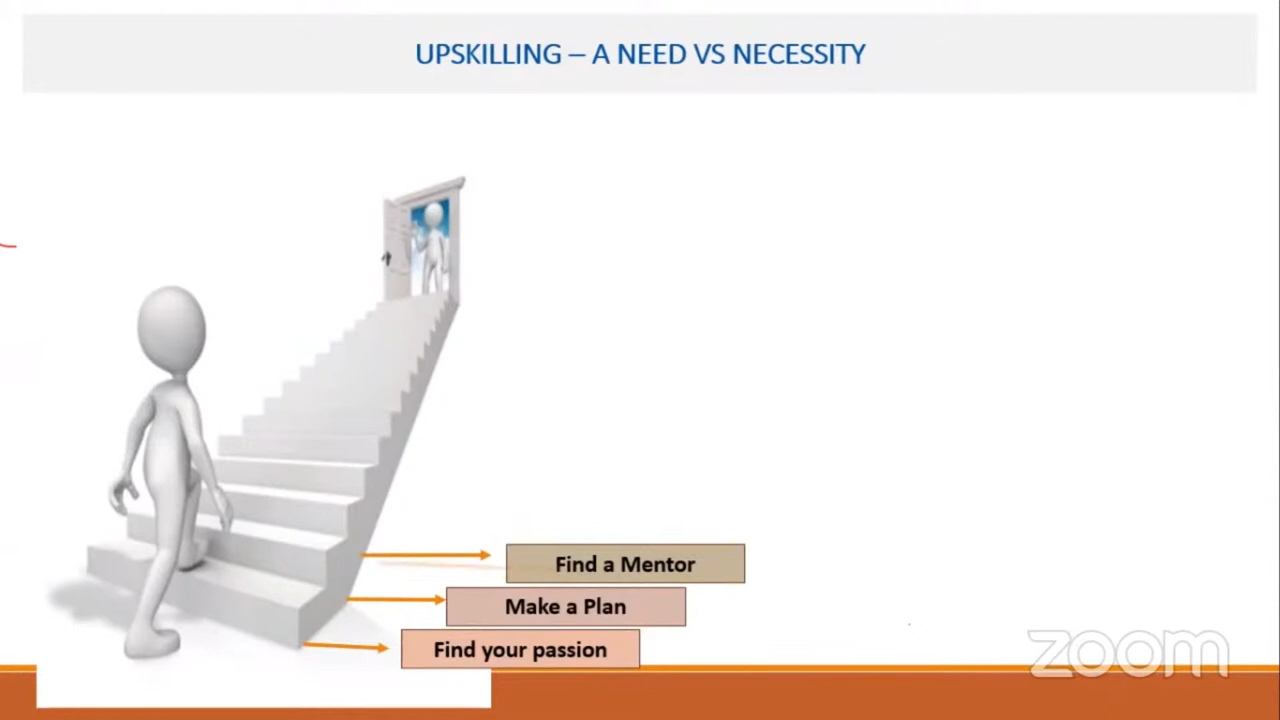 UPSKILLING – A NEED VS NECESSITY
Find a Mentor
Make a Plan
Find your passion
zoom